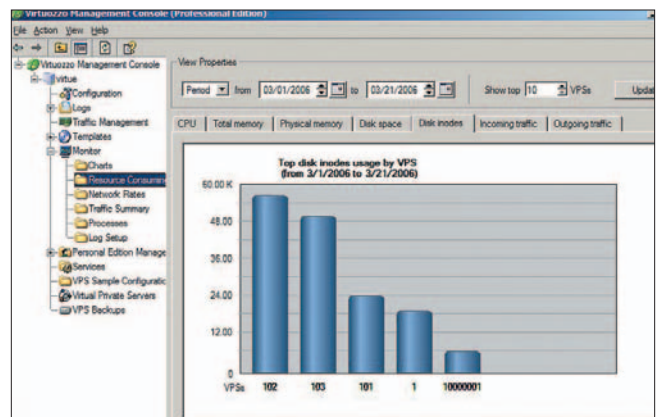 Virtuozzo Management Console (Professional Edition)
File Action View Help
Virtuozzo Management Console
virtue
Configuration
Logs
Traffic Management
Templates
Monitor
Charts
Resource Consumin
Network Rates
Traffic Summary
Processes
Log Setup
Personal Edition Manage
Services
VPS Sample Configuratic
Virtual Private Servers
VPS Backups
View Properties
Period from 03/01/2006 to 03/21/2006 Show top 10 VPSs Updat
CPU Total memory Physical memory Disk space Disk inodes Incoming traffic Outgoing traffic
Top disk inodes usage by VPS
(from 3/1/2006 to 3/21/2006)
60.00 K
48.00
36.00
24.00
12.00
0
VPSs 102 103 101 1 10000001